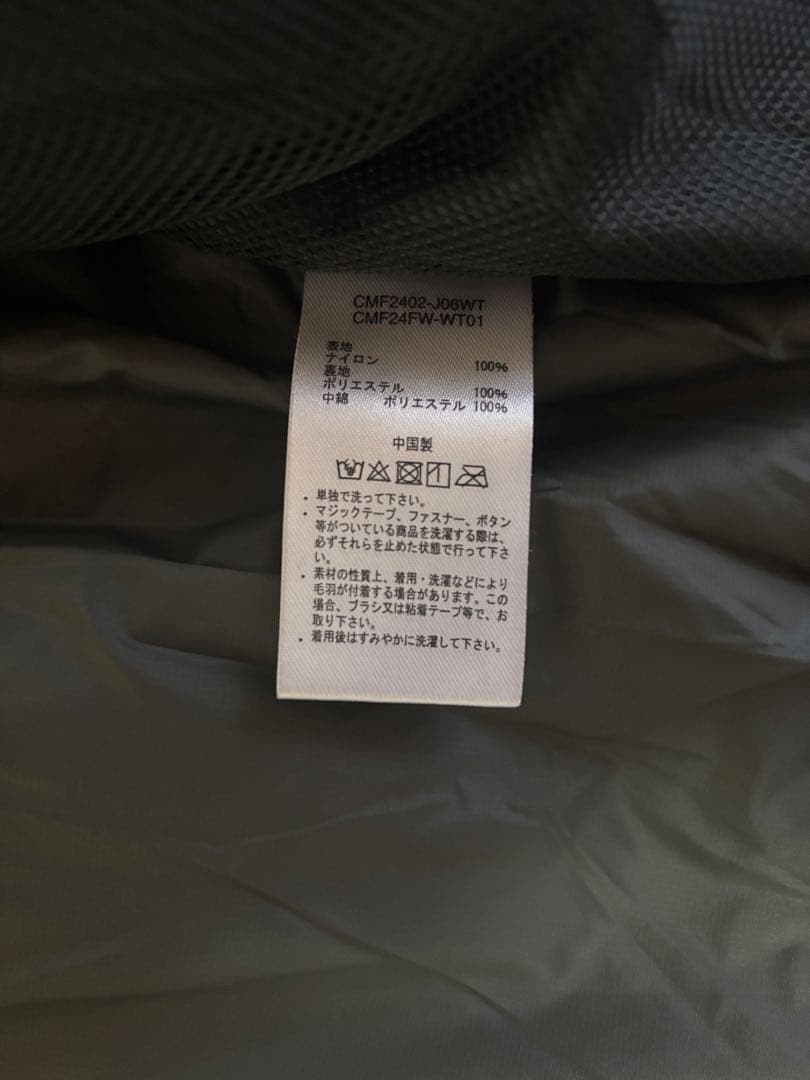 CMF2402-J06WT
CMF24FW-WT01
表地
ナイロン 100%
裏地
ポリエステル 100%
中綿 ポリエステル 100%
中国製
・単独で洗って下さい。
・マジックテープ、ファスナー、ボタン
等がついている商品を洗濯する際は、
必ずそれらを止めた状態で行って下さ
い。
・素材の性質上、着用・洗濯などにより
毛羽が付着する場合があります。この
場合、ブラシ又は粘着テープ等で、お
取り下さい。
・着用後はすみやかに洗濯して下さい。